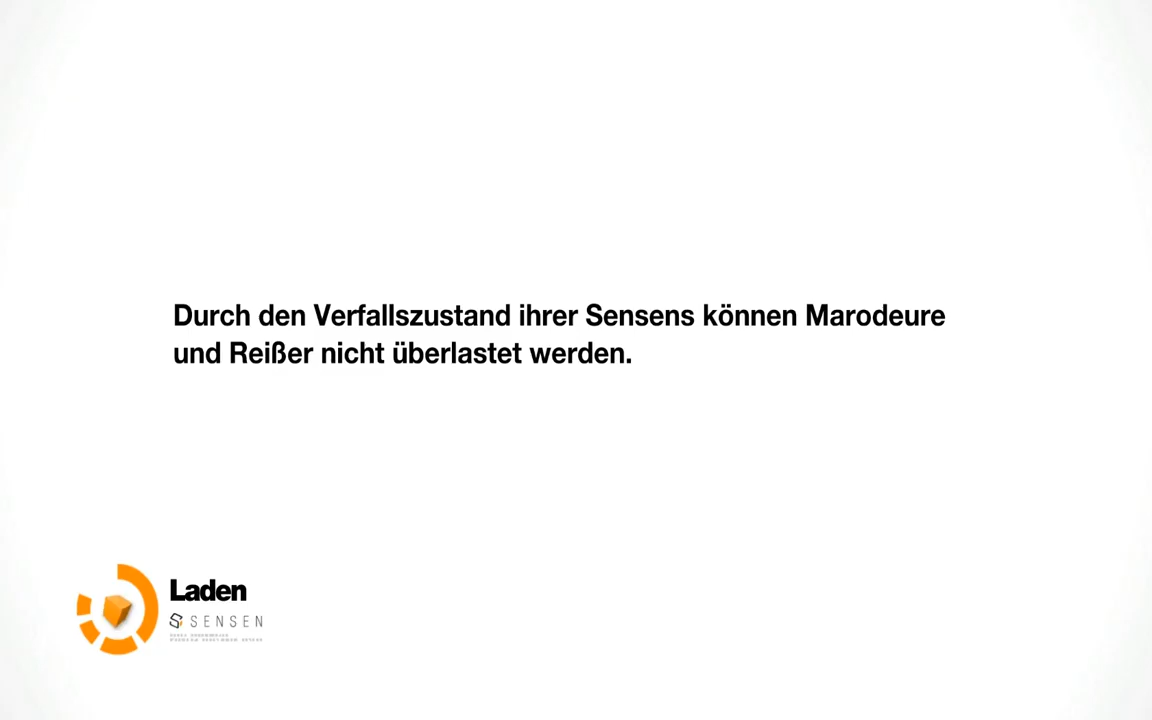 Durch den Verfallszustand ihrer Sensens können Marodeure
und Reißer nicht überlastet werden.
Laden
SENSEN